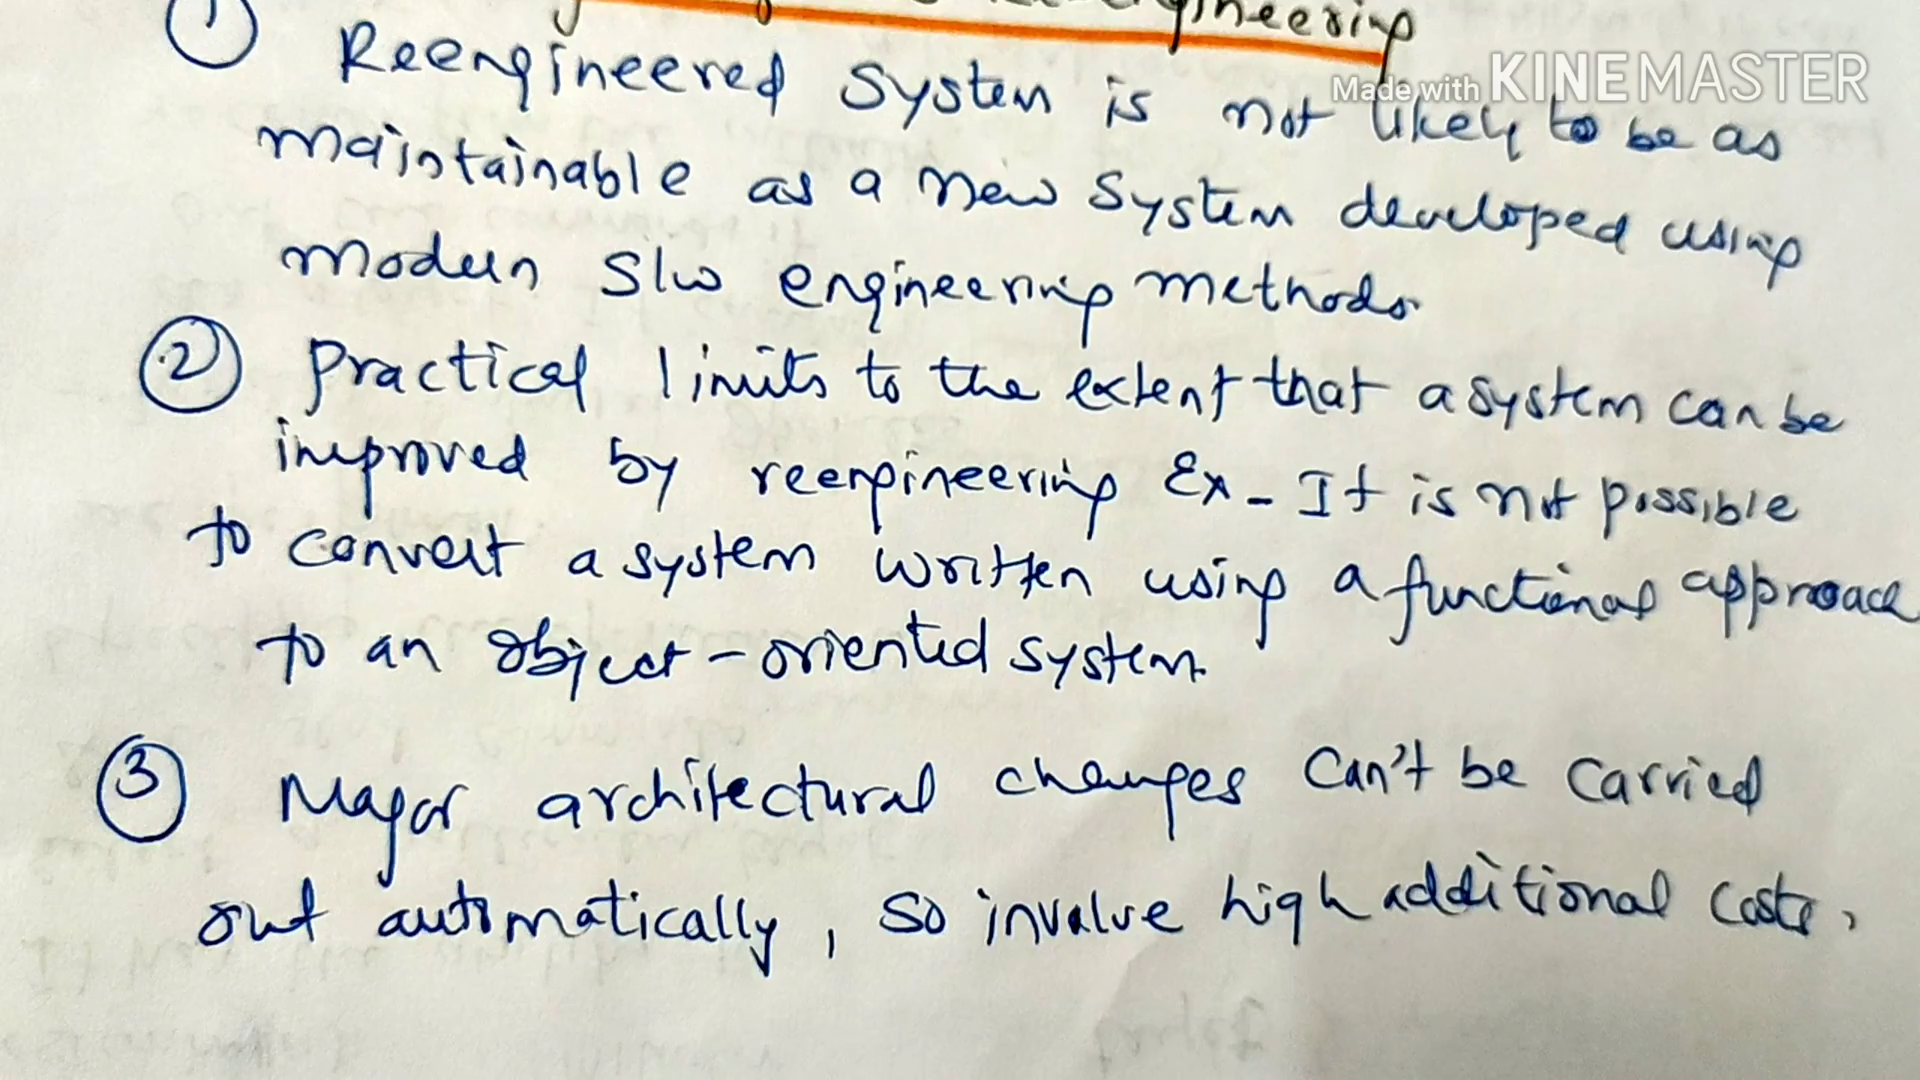 ① Reengineered System is not likely to be as
maintainable as a new System developed using
modern S/w engineering methods.
② Practical limits to the extent that a system can be
improved by reengineering Ex - It is not possible
to convert a system written using a functional approach
to an object-oriented system.
③ Major architectural changes can't be carried
out automatically, so involve high additional costs.
Made with KINEMASTER